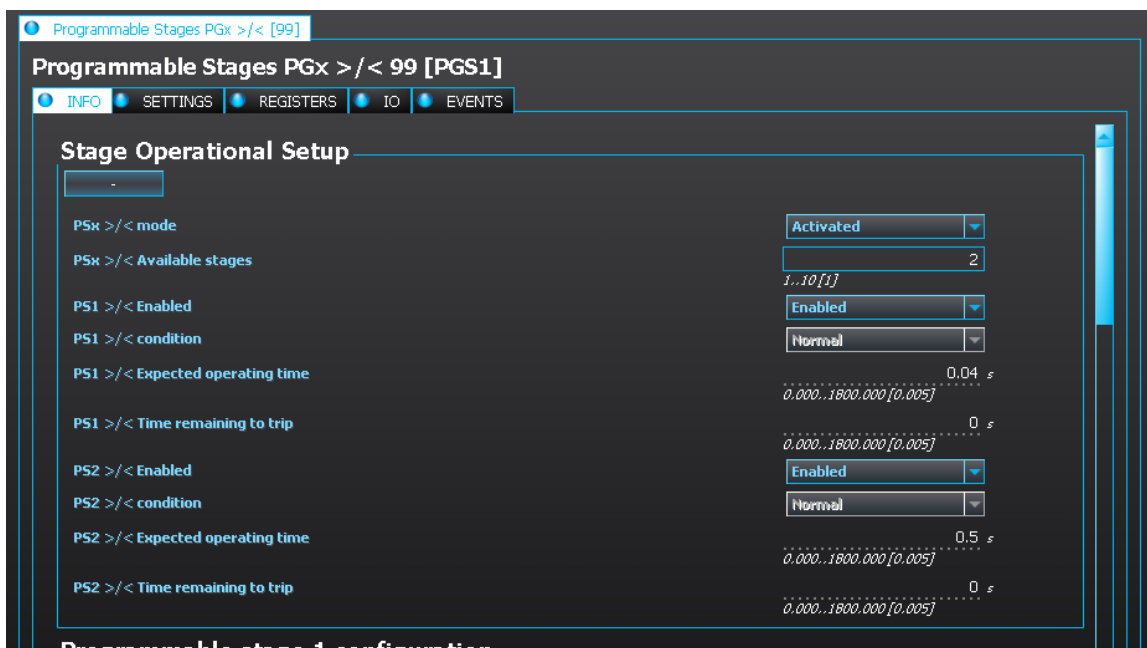 Programmable Stages PGx >/< [99]
Programmable Stages PGx >/< 99 [PGS1]
INFO SETTINGS REGISTERS IO EVENTS
Stage Operational Setup
-
PSx >/< mode Activated
PSx >/< Available stages 2
1..10 [1]
PS1 >/< Enabled Enabled
PS1 >/< condition Normal
PS1 >/< Expected operating time 0.04 s
0.000..1800.000 [0.005]
PS1 >/< Time remaining to trip 0 s
0.000..1800.000 [0.005]
PS2 >/< Enabled Enabled
PS2 >/< condition Normal
PS2 >/< Expected operating time 0.5 s
0.000..1800.000 [0.005]
PS2 >/< Time remaining to trip 0 s
0.000..1800.000 [0.005]
Programmable stage 1 configuration